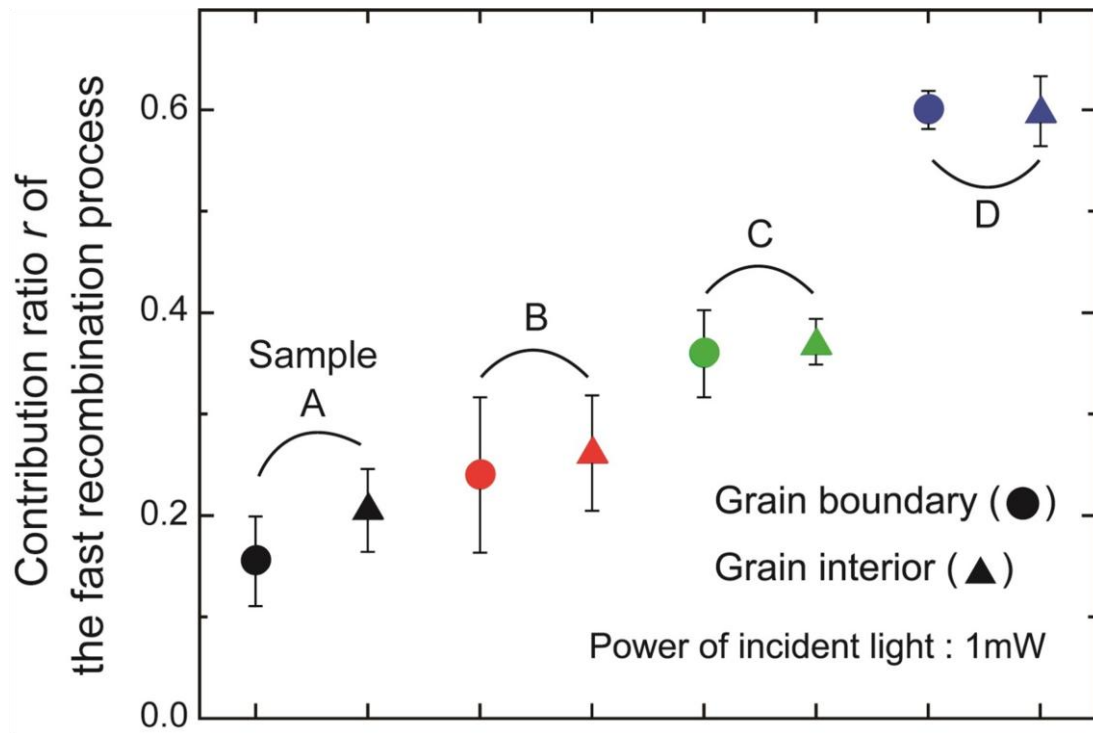 Contribution ratio r of
the fast recombination process
0.6
0.4
0.2
0.0
Sample
A
B
C
D
Grain boundary (●)
Grain interior (▲)
Power of incident light : 1mW